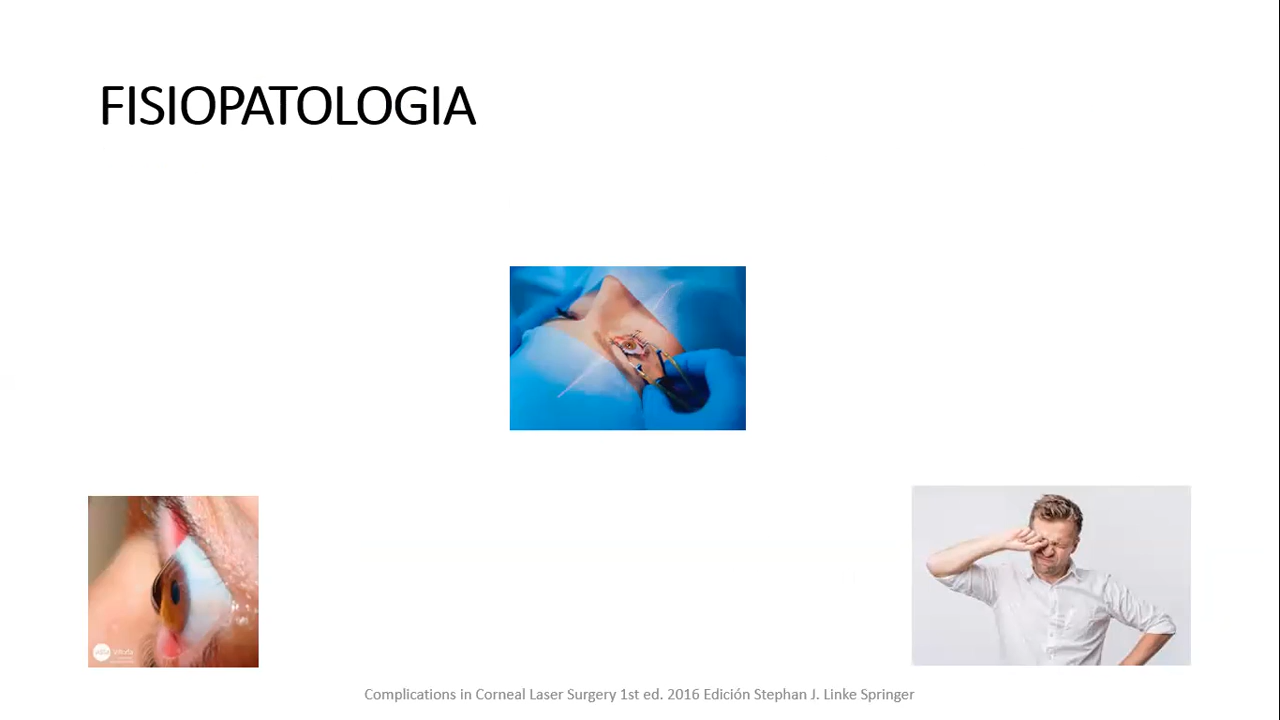 FISIOPATOLOGIA
Complications in Corneal Laser Surgery 1st ed. 2016 Edición Stephan J. Linke Springer